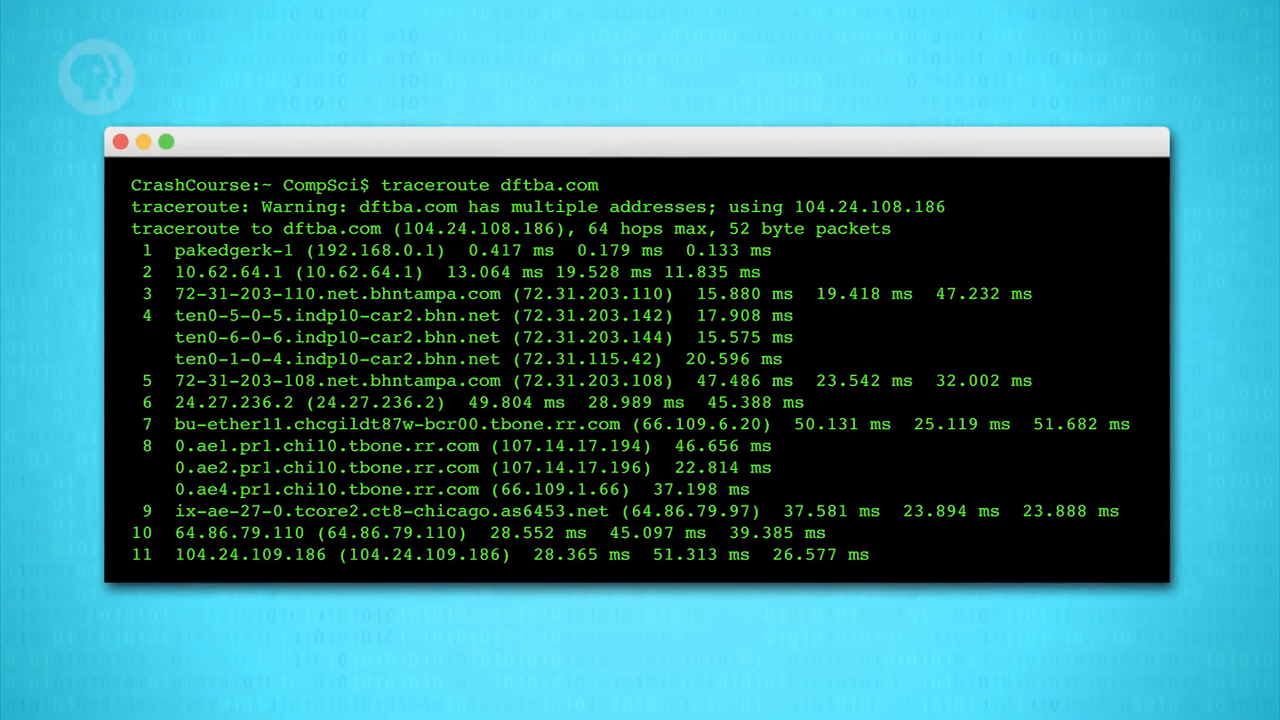 CrashCourse:~ CompSci$ traceroute dftba.com
traceroute: Warning: dftba.com has multiple addresses; using 104.24.108.186
traceroute to dftba.com (104.24.108.186), 64 hops max, 52 byte packets
1 pakedgerk-1 (192.168.0.1) 0.417 ms 0.179 ms 0.133 ms
2 10.62.64.1 (10.62.64.1) 13.064 ms 19.528 ms 11.835 ms
3 72-31-203-110.net.bhntampa.com (72.31.203.110) 15.880 ms 19.418 ms 47.232 ms
4 ten0-5-0-5.indp10-car2.bhn.net (72.31.203.142) 17.908 ms
ten0-6-0-6.indp10-car2.bhn.net (72.31.203.144) 15.575 ms
ten0-1-0-4.indp10-car2.bhn.net (72.31.115.42) 20.596 ms
5 72-31-203-108.net.bhntampa.com (72.31.203.108) 47.486 ms 23.542 ms 32.002 ms
6 24.27.236.2 (24.27.236.2) 49.804 ms 28.989 ms 45.388 ms
7 bu-ether11.chcgildt87w-bcr00.tbone.rr.com (66.109.6.20) 50.131 ms 25.119 ms 51.682 ms
8 0.ae1.pr1.chi10.tbone.rr.com (107.14.17.194) 46.656 ms
0.ae2.pr1.chi10.tbone.rr.com (107.14.17.196) 22.814 ms
0.ae4.pr1.chi10.tbone.rr.com (66.109.1.66) 37.198 ms
9 ix-ae-27-0.tcore2.ct8-chicago.as6453.net (64.86.79.97) 37.581 ms 23.894 ms 23.888 ms
10 64.86.79.110 (64.86.79.110) 28.552 ms 45.097 ms 39.385 ms
11 104.24.109.186 (104.24.109.186) 28.365 ms 51.313 ms 26.577 ms